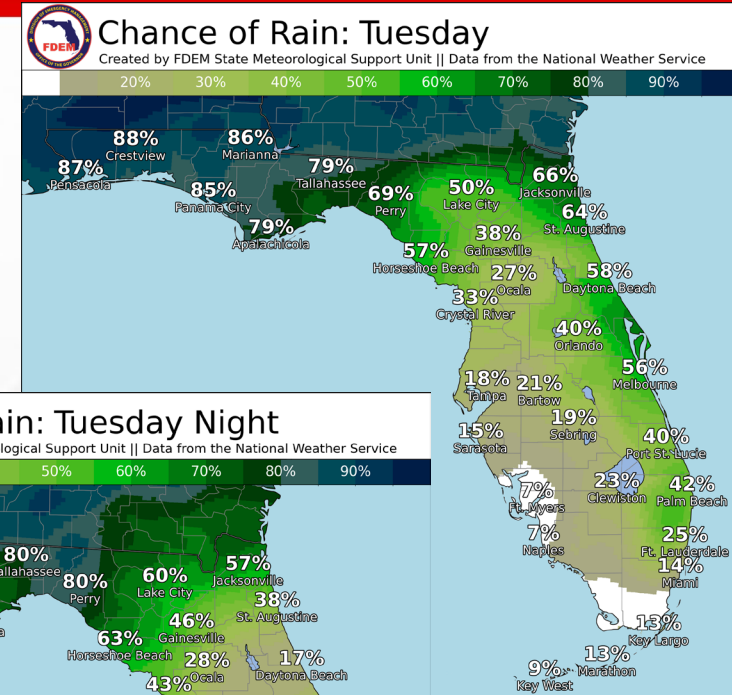 FDEM
Chance of Rain: Tuesday
Created by FDEM State Meteorological Support Unit || Data from the National Weather Service
20% 30% 40% 50% 60% 70% 80% 90%
88%
Crestview
86%
Marianna
87%
Pensacola
79%
Tallahassee
85%
Panama City
69%
Perry
50%
Lake City
66%
Jacksonville
64%
St. Augustine
79%
Apalachicola
38%
Gainesville
57%
Horseshoe Beach
27%
Ocala
58%
Daytona Beach
33%
Crystal River
40%
Orlando
56%
Melbourne
18%
Tampa
21%
Bartow
19%
Sebring
15%
Sarasota
40%
Port St. Lucie
7%
Ft. Myers
23%
Clewiston
42%
Palm Beach
7%
Naples
25%
Ft. Lauderdale
14%
Miami
13%
Key Largo
13%
Marathon
9%
Key West
in: Tuesday Night
logical Support Unit || Data from the National Weather Service
50% 60% 70% 80% 90%
80%
allahassee
80%
Perry
60%
Lake City
57%
Jacksonville
38%
St. Augustine
46%
Gainesville
63%
Horseshoe Beach
28%
Ocala
17%
Daytona Beach
43%